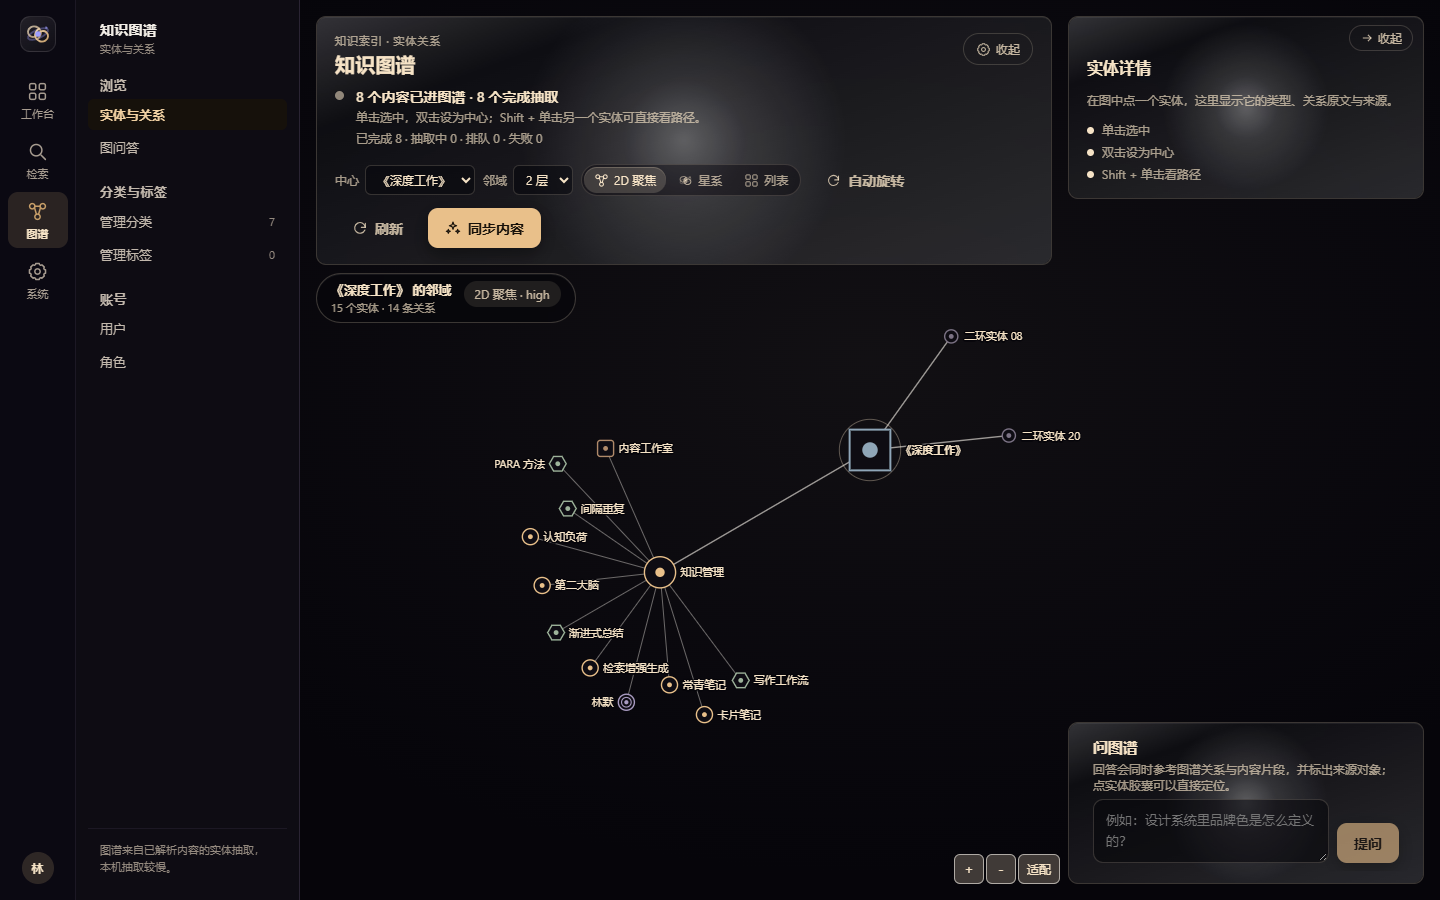 工作台
检索
图谱
系统
林
知识图谱
实体与关系
浏览
实体与关系
图问答
分类与标签
管理分类 7
管理标签 0
账号
用户
角色
图谱来自已解析内容的实体抽取，
本机抽取较慢。
知识索引 · 实体关系
知识图谱
收起
8 个内容已进图谱 · 8 个完成抽取
单击选中，双击设为中心；Shift + 单击另一个实体可直接看路径。
已完成 8 · 抽取中 0 · 排队 0 · 失败 0
中心 《深度工作》 邻域 2 层 2D 聚焦 星系 列表 自动旋转
刷新 同步内容
《深度工作》 的邻域
15 个实体 · 14 条关系
2D 聚焦 · high
二环实体 08
二环实体 20
《深度工作》
内容工作室
PARA 方法
间隔重复
认知负荷
知识管理
第二大脑
渐进式总结
检索增强生成
写作工作流
常青笔记
林默
卡片笔记
+ - 适配
收起
实体详情
在图中点一个实体，这里显示它的类型、关系原文与来源。
单击选中
双击设为中心
Shift + 单击看路径
问图谱
回答会同时参考图谱关系与内容片段，并标出来源对象；
点实体胶囊可以直接定位。
例如：设计系统里品牌色是怎么定义
的？
提问